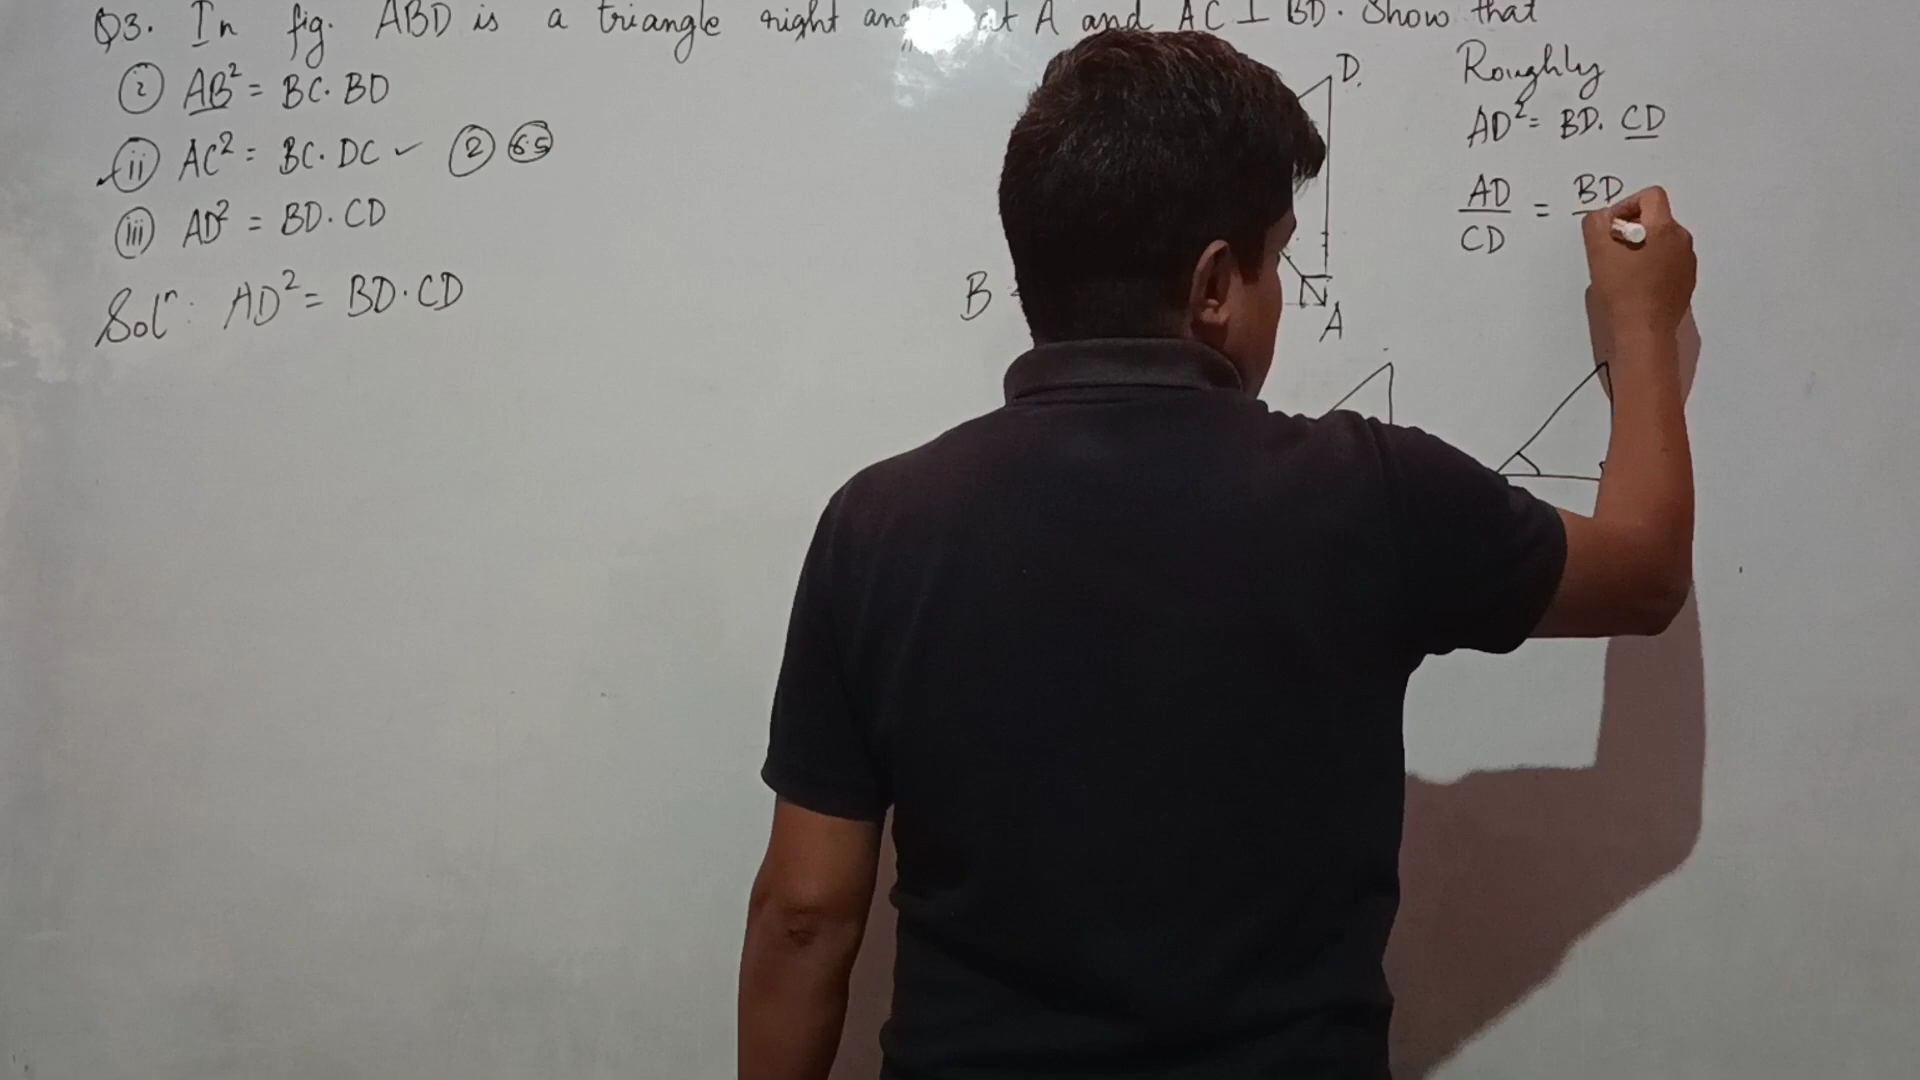 Q3. In fig. ABD is a triangle right at A and AC ⊥ BD. Show that
(i) AB² = BC. BD
(ii) AC² = BC. DC ✓ (2) (6.5)
(iii) AD² = BD. CD
Solⁿ: AD² = BD. CD
D
B
A
Roughly
AD² = BD. CD
AD/CD = BD